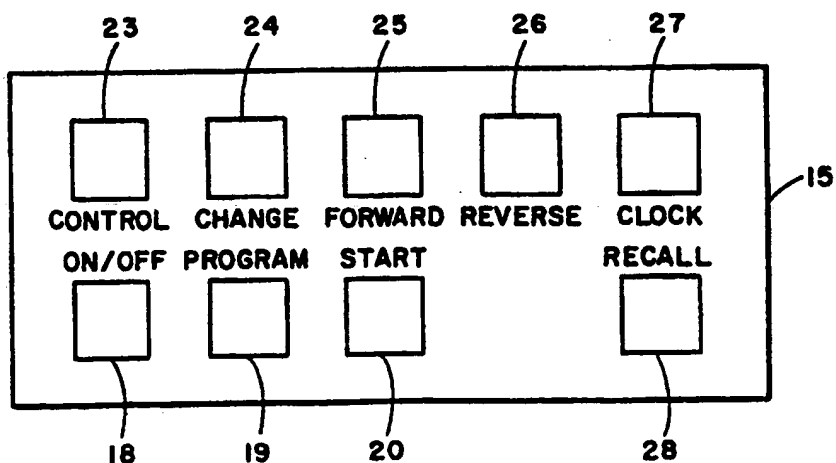 23 24 25 26 27
15
CONTROL CHANGE FORWARD REVERSE CLOCK
ON/OFF PROGRAM START RECALL
18 19 20 28